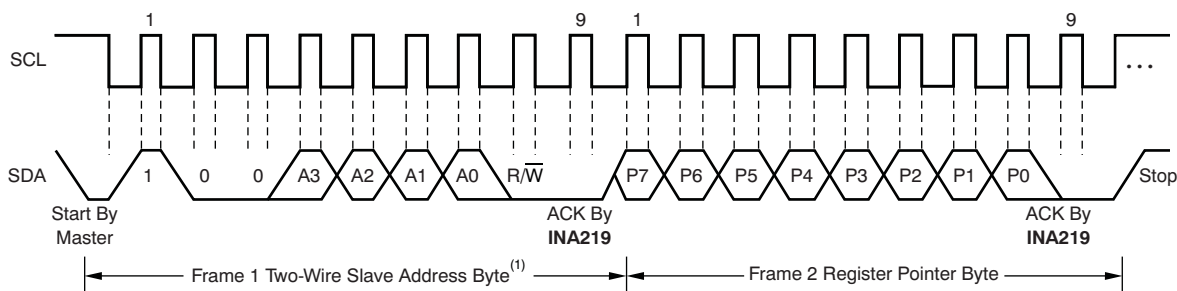 1 9 1 9
SCL
...
SDA
1 0 0 A3 A2 A1 A0 R/W̅ P7 P6 P5 P4 P3 P2 P1 P0 Stop
Start By
Master
ACK By
INA219
ACK By
INA219
Frame 1 Two-Wire Slave Address Byte(1)
Frame 2 Register Pointer Byte